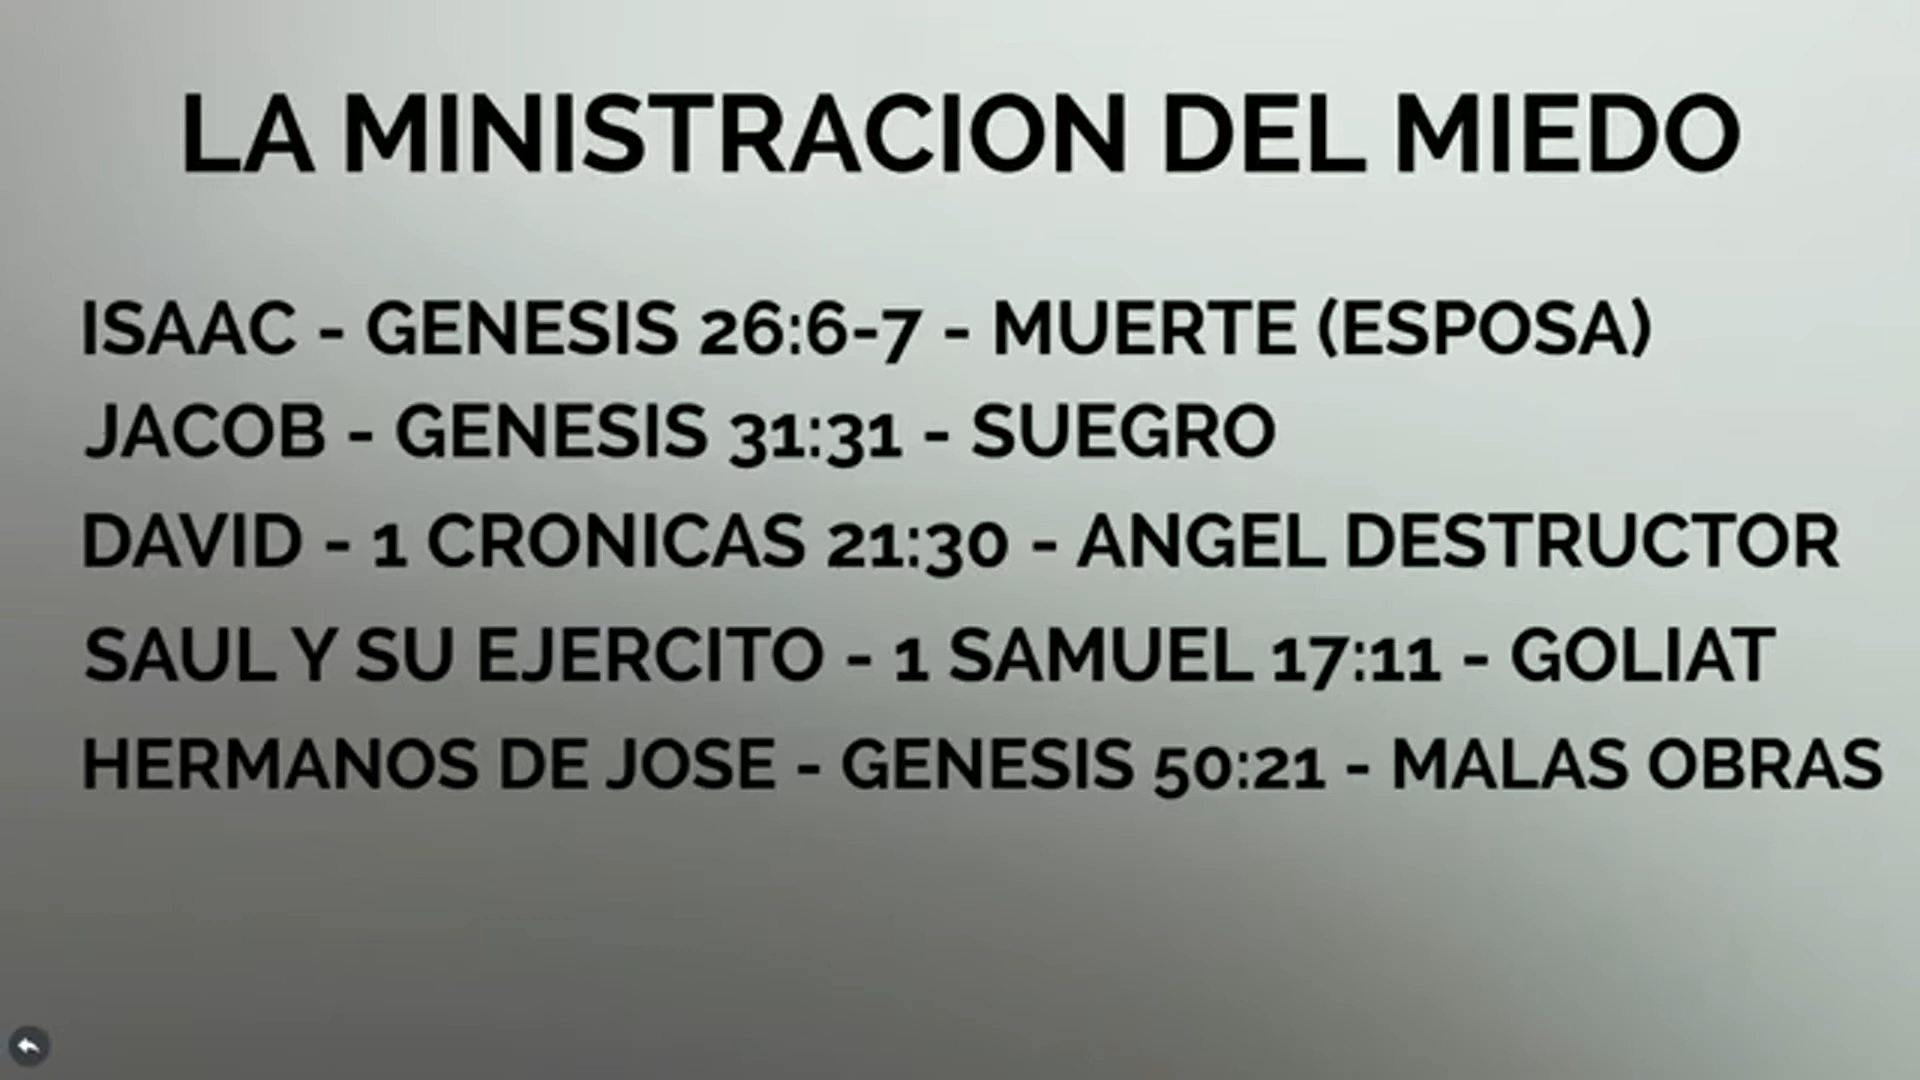 LA MINISTRACION DEL MIEDO
ISAAC - GENESIS 26:6-7 - MUERTE (ESPOSA)
JACOB - GENESIS 31:31 - SUEGRO
DAVID - 1 CRONICAS 21:30 - ANGEL DESTRUCTOR
SAUL Y SU EJERCITO - 1 SAMUEL 17:11 - GOLIAT
HERMANOS DE JOSE - GENESIS 50:21 - MALAS OBRAS